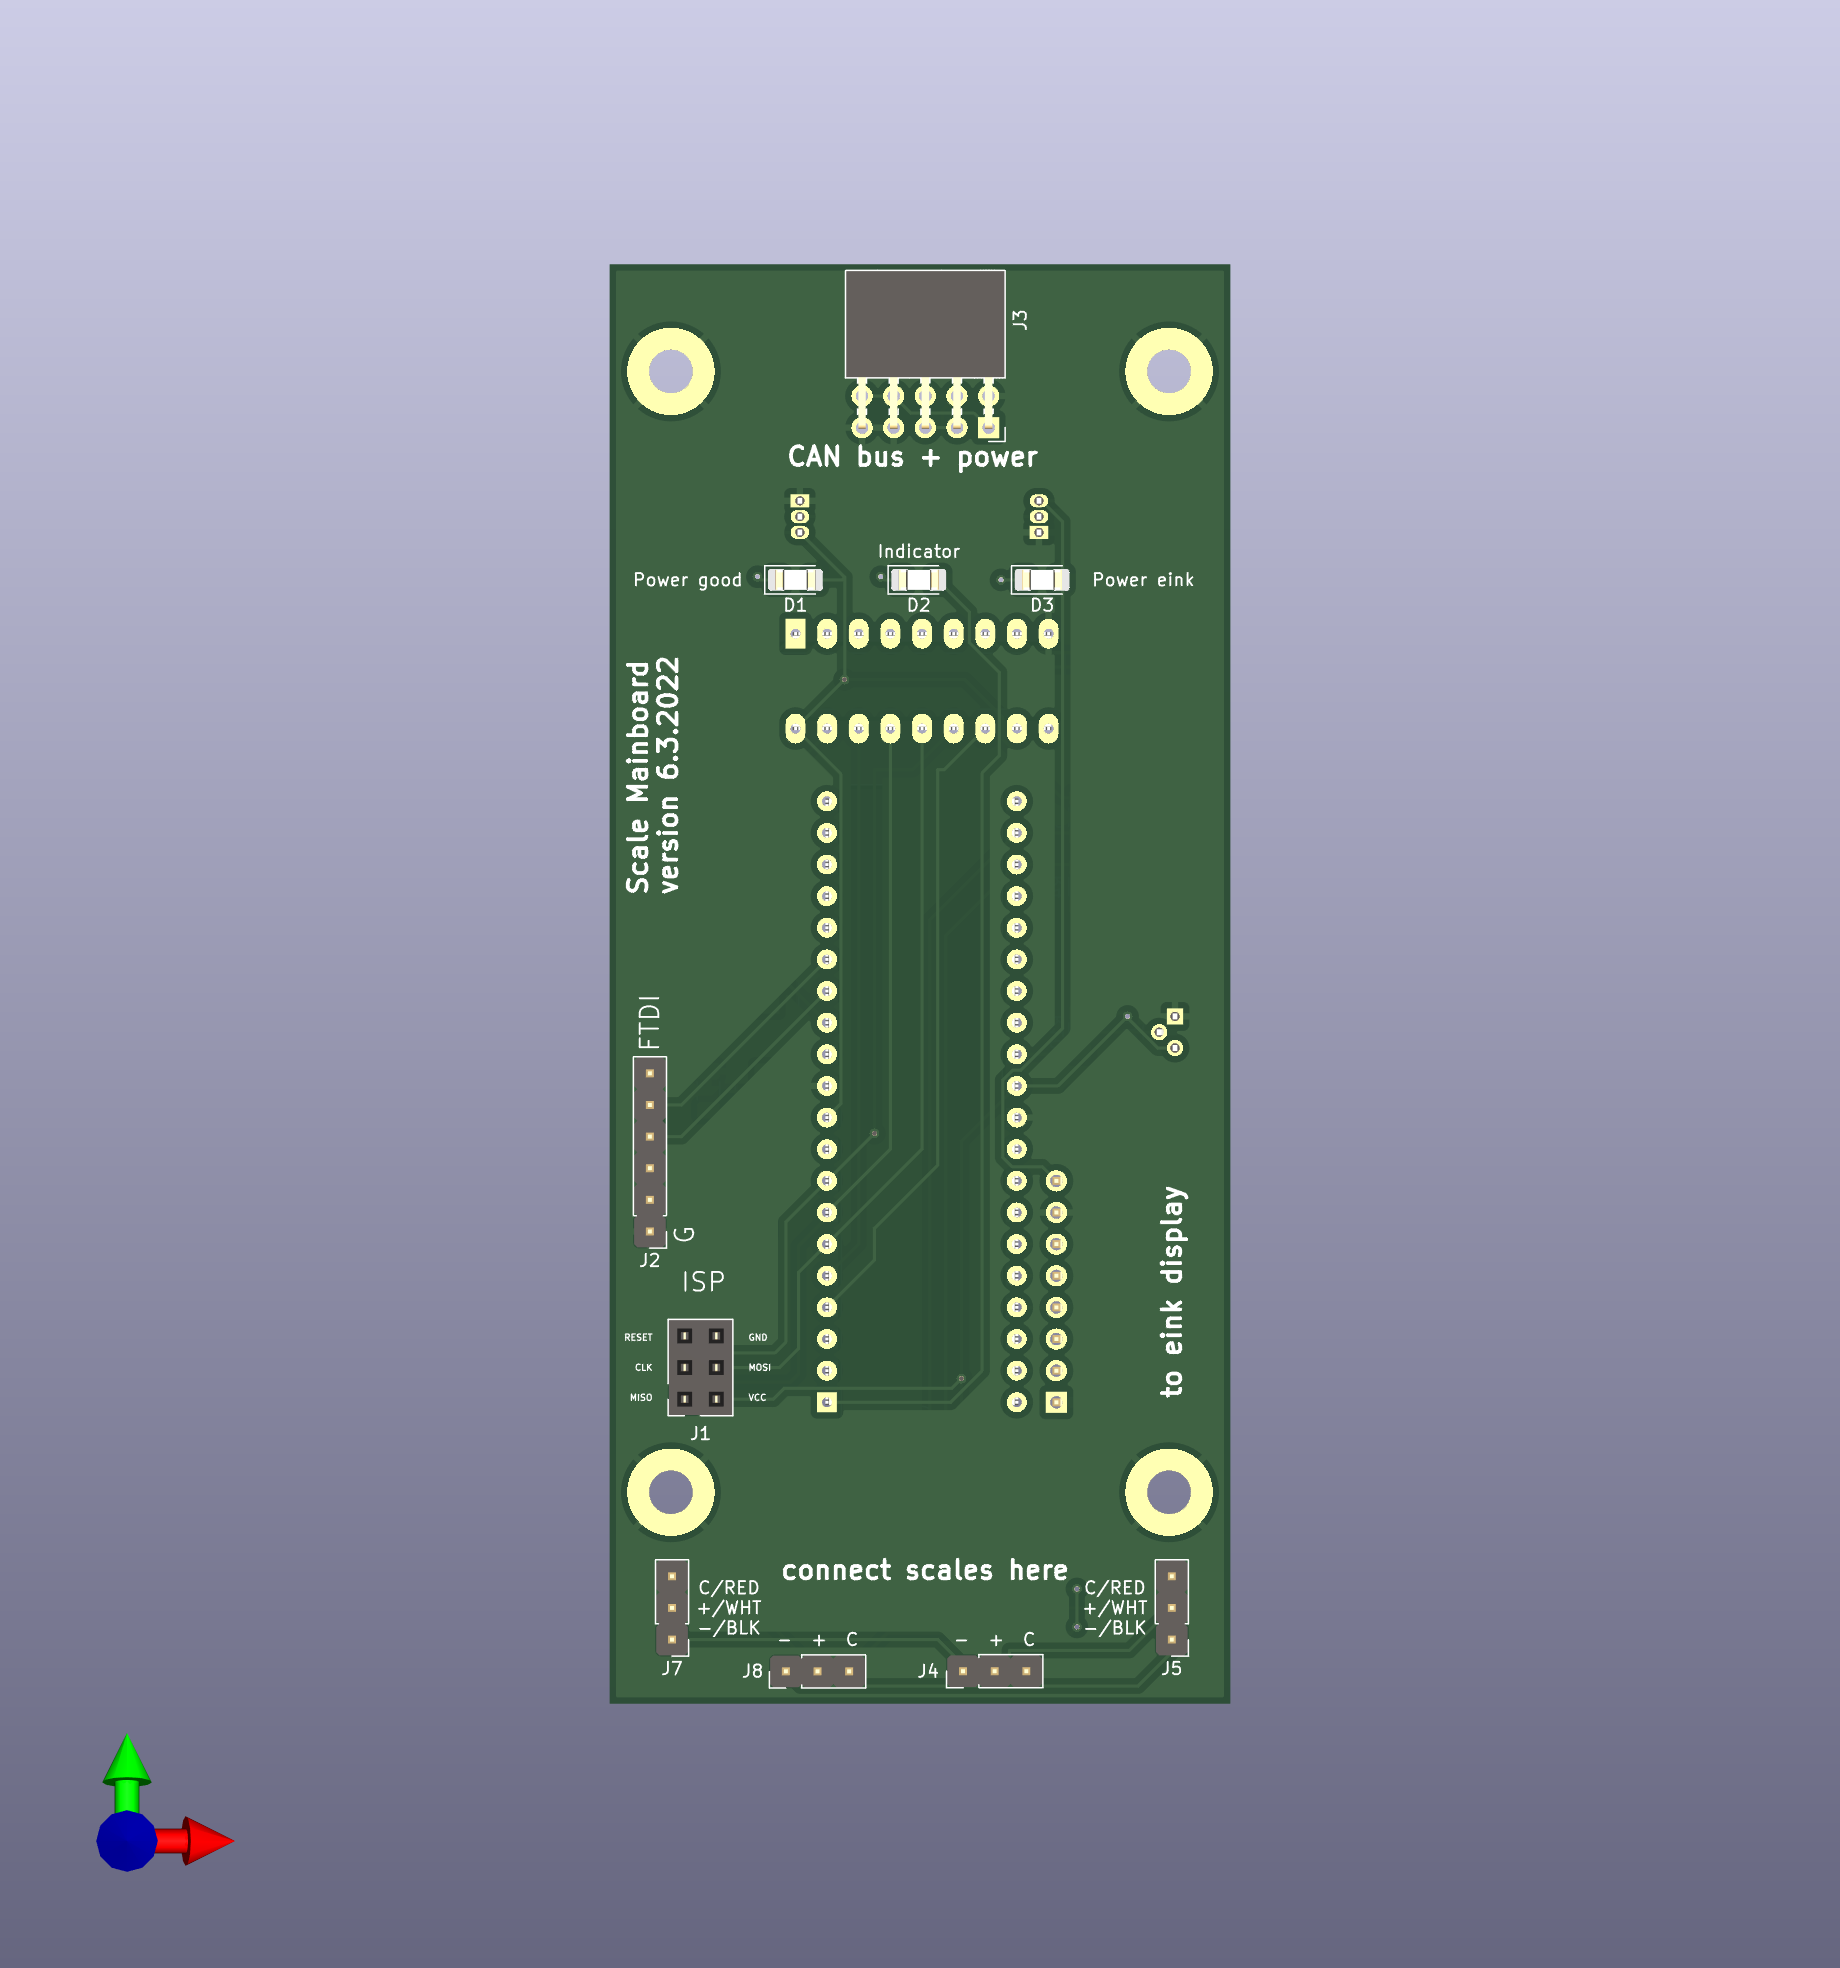 J3
CAN bus + power
Indicator
Power good
Power eink
D1
D2
D3
Scale Mainboard
version 6.3.2022
FTDI
G
J2
ISP
RESET
GND
CLK
MOSI
MISO
VCC
J1
to eink display
connect scales here
C/RED
+/WHT
-/BLK
C/RED
+/WHT
-/BLK
- + C
- + C
J7
J8
J4
J5